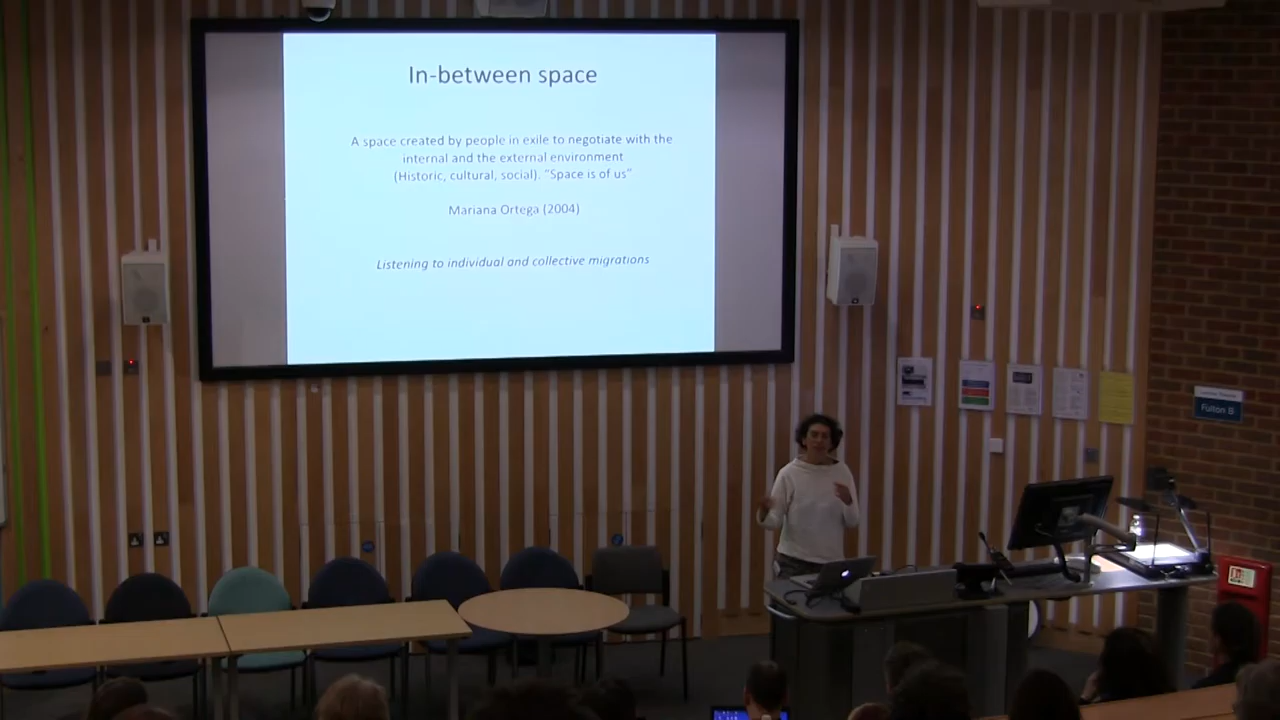 In-between space
A space created by people in exile to negotiate with the
internal and the external environment
(Historic, cultural, social). "Space is of us"
Mariana Ortega (2004)
Listening to individual and collective migrations
Fulton B